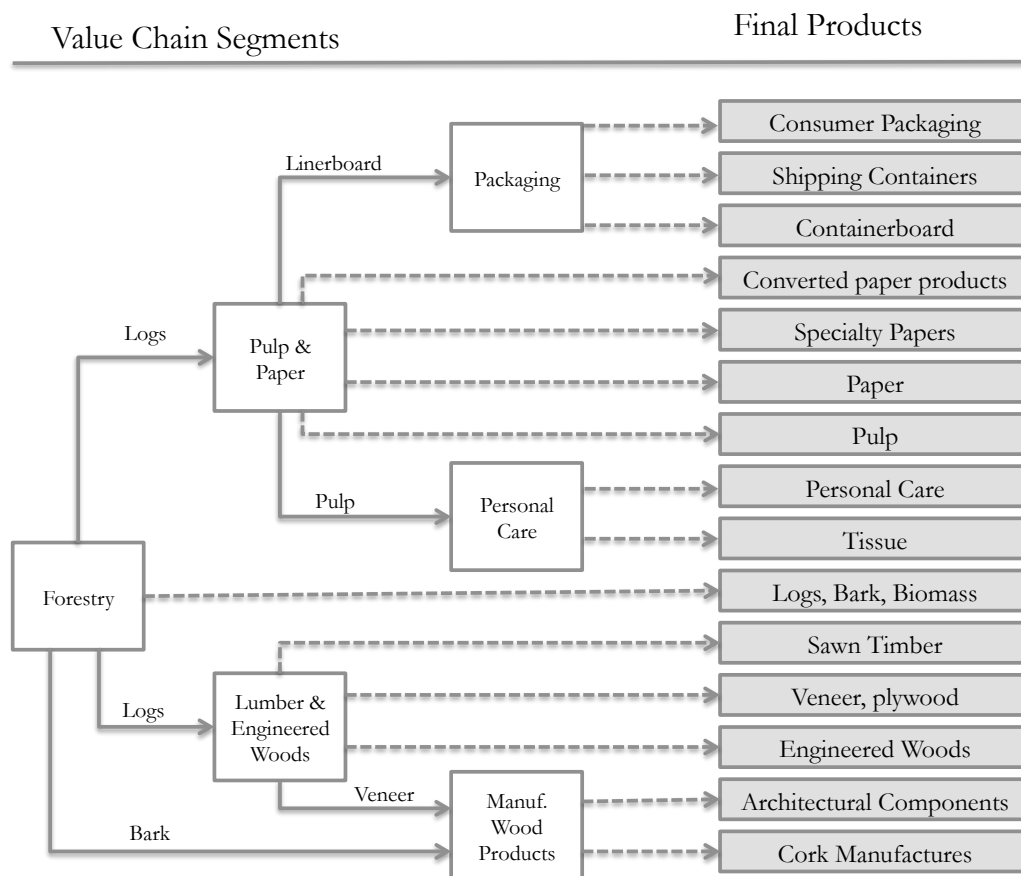 Value Chain Segments
Final Products
Consumer Packaging
Linerboard
Packaging
Shipping Containers
Containerboard
Converted paper products
Logs
Pulp &
Paper
Specialty Papers
Paper
Pulp
Pulp
Personal
Care
Personal Care
Tissue
Forestry
Logs, Bark, Biomass
Sawn Timber
Logs
Lumber &
Engineered
Woods
Veneer, plywood
Engineered Woods
Veneer
Manuf.
Wood
Products
Architectural Components
Bark
Cork Manufactures